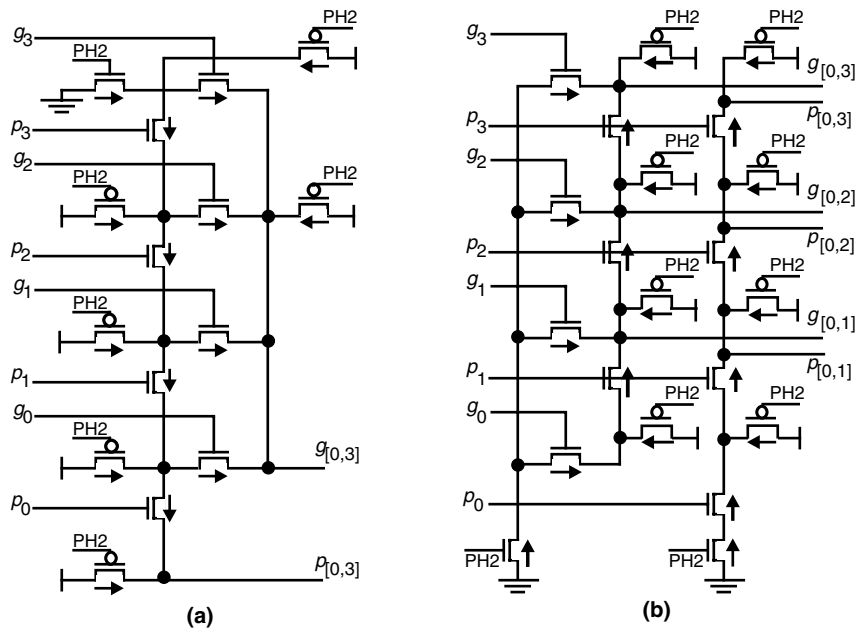 PH2
g3
PH2
p3
g2
PH2
PH2
p2
g1
PH2
p1
g0
PH2
g[0,3]
p0
PH2
p[0,3]
(a)
PH2
PH2
g3
g[0,3]
p[0,3]
p3
PH2
PH2
g2
g[0,2]
p[0,2]
p2
PH2
PH2
g1
g[0,1]
p[0,1]
p1
PH2
PH2
g0
p0
PH2
PH2
(b)